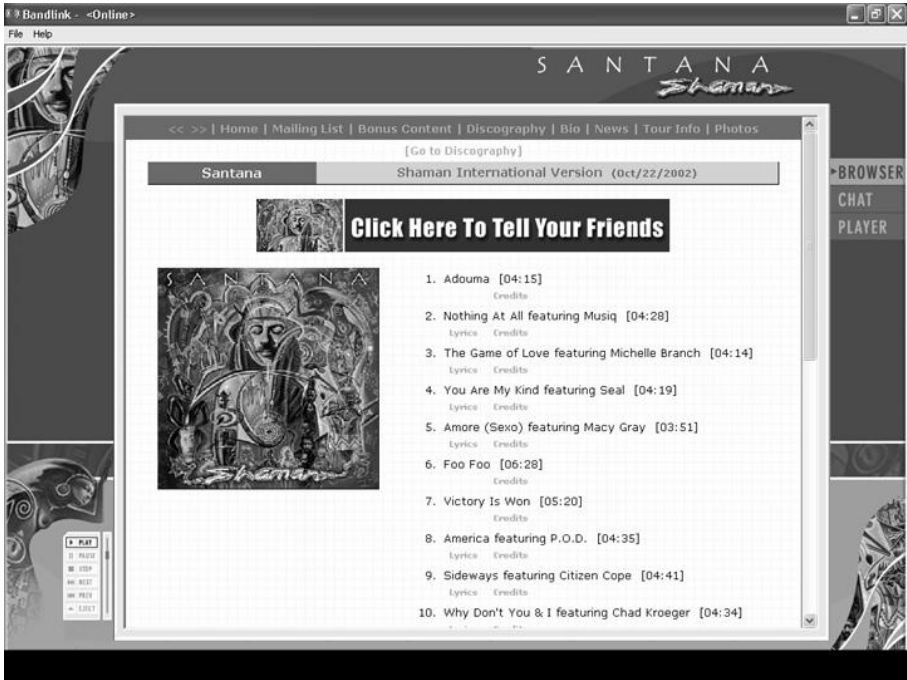 Bandlink - <Online>
File Help
SANTANA
Shaman
<< >> | Home | Mailing List | Bonus Content | Discography | Bio | News | Tour Info | Photos
[Go to Discography]
Santana Shaman International Version (Oct/22/2002)
BROWSER
CHAT
PLAYER
Click Here To Tell Your Friends
SANTANA
Shaman
1. Adouma [04:15]
Credits
2. Nothing At All featuring Musiq [04:28]
Lyrics Credits
3. The Game of Love featuring Michelle Branch [04:14]
Lyrics Credits
4. You Are My Kind featuring Seal [04:19]
Lyrics Credits
5. Amore (Sexo) featuring Macy Gray [03:51]
Lyrics Credits
6. Foo Foo [06:28]
Credits
7. Victory Is Won [05:20]
Credits
8. America featuring P.O.D. [04:35]
Lyrics Credits
9. Sideways featuring Citizen Cope [04:41]
Lyrics Credits
10. Why Don't You & I featuring Chad Kroeger [04:34]
PLAY
PAUSE
STOP
NEXT
PREV
EJECT